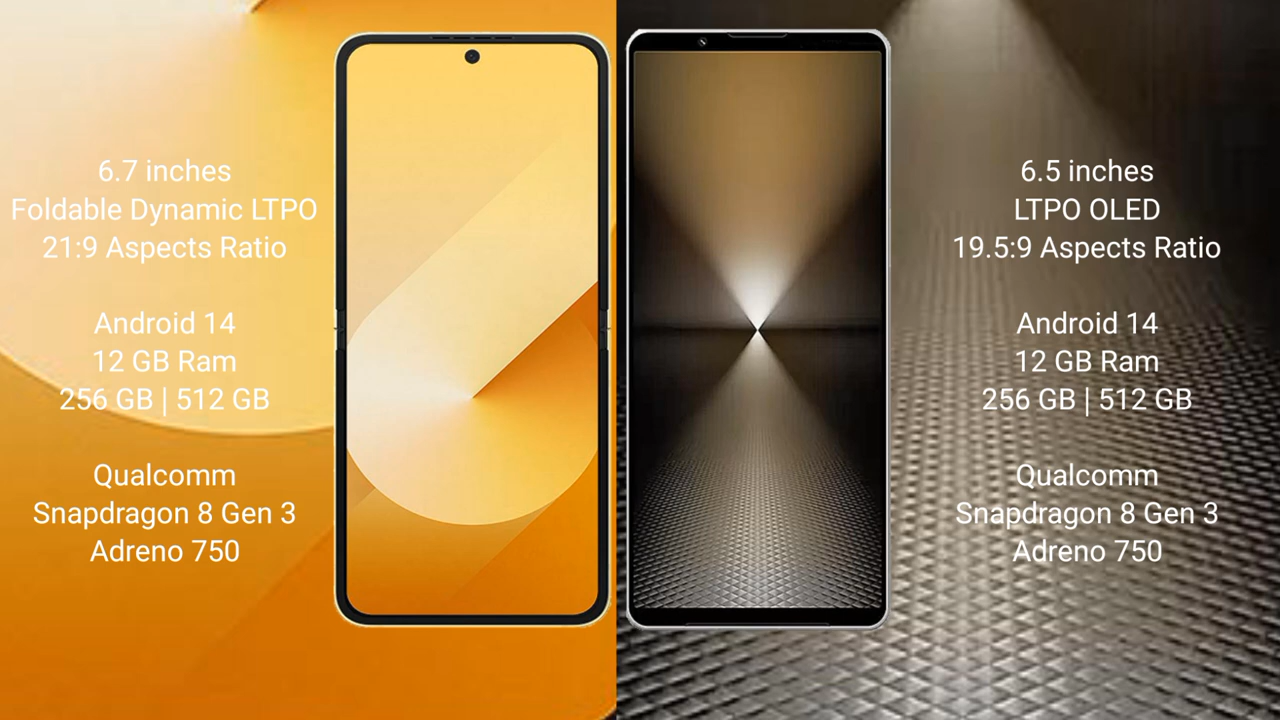 6.7 inches
Foldable Dynamic LTPO
21:9 Aspects Ratio
Android 14
12 GB Ram
256 GB | 512 GB
Qualcomm
Snapdragon 8 Gen 3
Adreno 750
6.5 inches
LTPO OLED
19.5:9 Aspects Ratio
Android 14
12 GB Ram
256 GB | 512 GB
Qualcomm
Snapdragon 8 Gen 3
Adreno 750